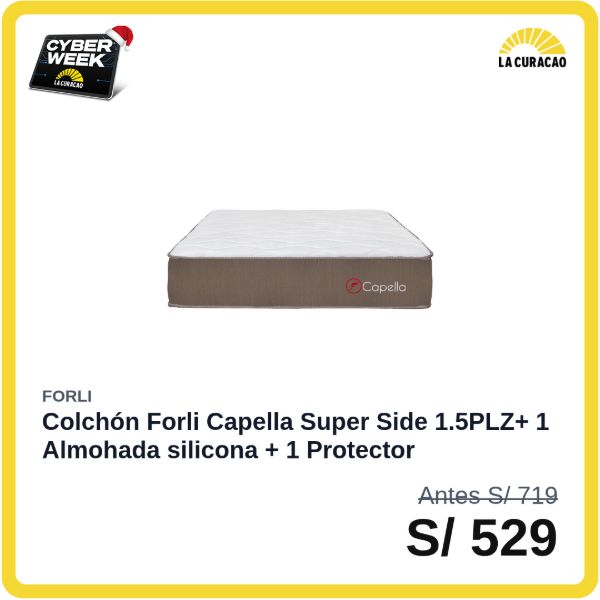 CYBER
WEEK
LA CURACAO
LA CURACAO
Capella
FORLI
Colchón Forli Capella Super Side 1.5PLZ+ 1
Almohada silicona + 1 Protector
Antes S/ 719
S/ 529